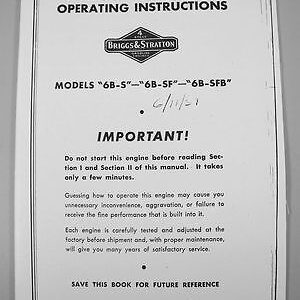 OPERATING INSTRUCTIONS
4
CYCLE
BRIGGS & STRATTON
MODELS "6B-S"—"6B-SF"—"6B-SFB"
IMPORTANT!
Do not start this engine before reading Sec-
tion I and Section II of this manual. It takes
only a few minutes.
Guessing how to operate this engine may cause you
unnecessary inconvenience, aggravation, or failure to
receive the fine performance that is built into it.
Each engine is carefully tested and adjusted at the
factory before shipment and, with proper maintenance,
will give you many years of satisfactory service.
SAVE THIS BOOK FOR FUTURE REFERENCE